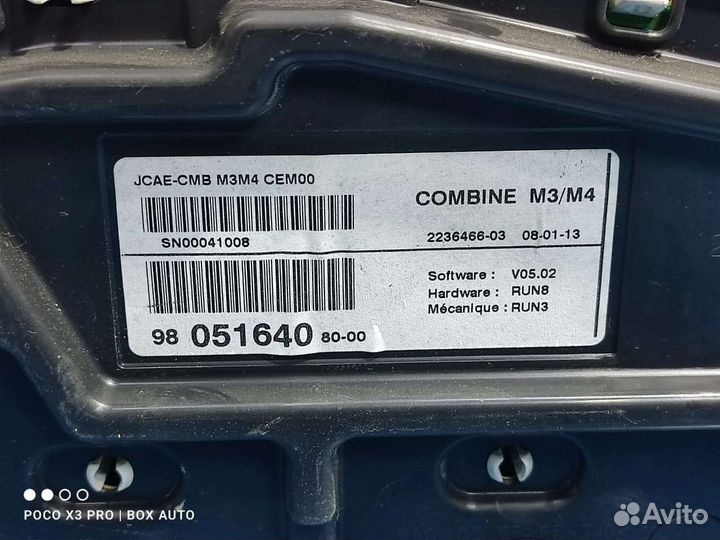 JCAE-CMB M3M4 CEM00
COMBINE M3/M4
SN00041008
2236466-03 08-01-13
Software : V05.02
Hardware : RUN8
Mécanique : RUN3
98 051640 80-00
POCO X3 PRO | BOX AUTO
Avito